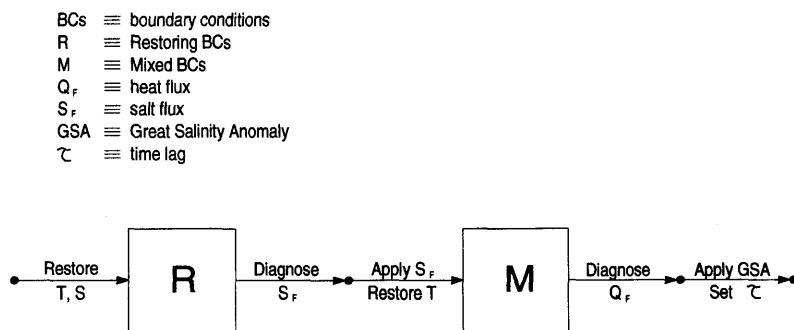 BCs ≡ boundary conditions
R ≡ Restoring BCs
M ≡ Mixed BCs
Q_F ≡ heat flux
S_F ≡ salt flux
GSA ≡ Great Salinity Anomaly
τ ≡ time lag
Restore
T, S
R
Diagnose
S_F
Apply S_F
Restore T
M
Diagnose
Q_F
Apply GSA
Set τ